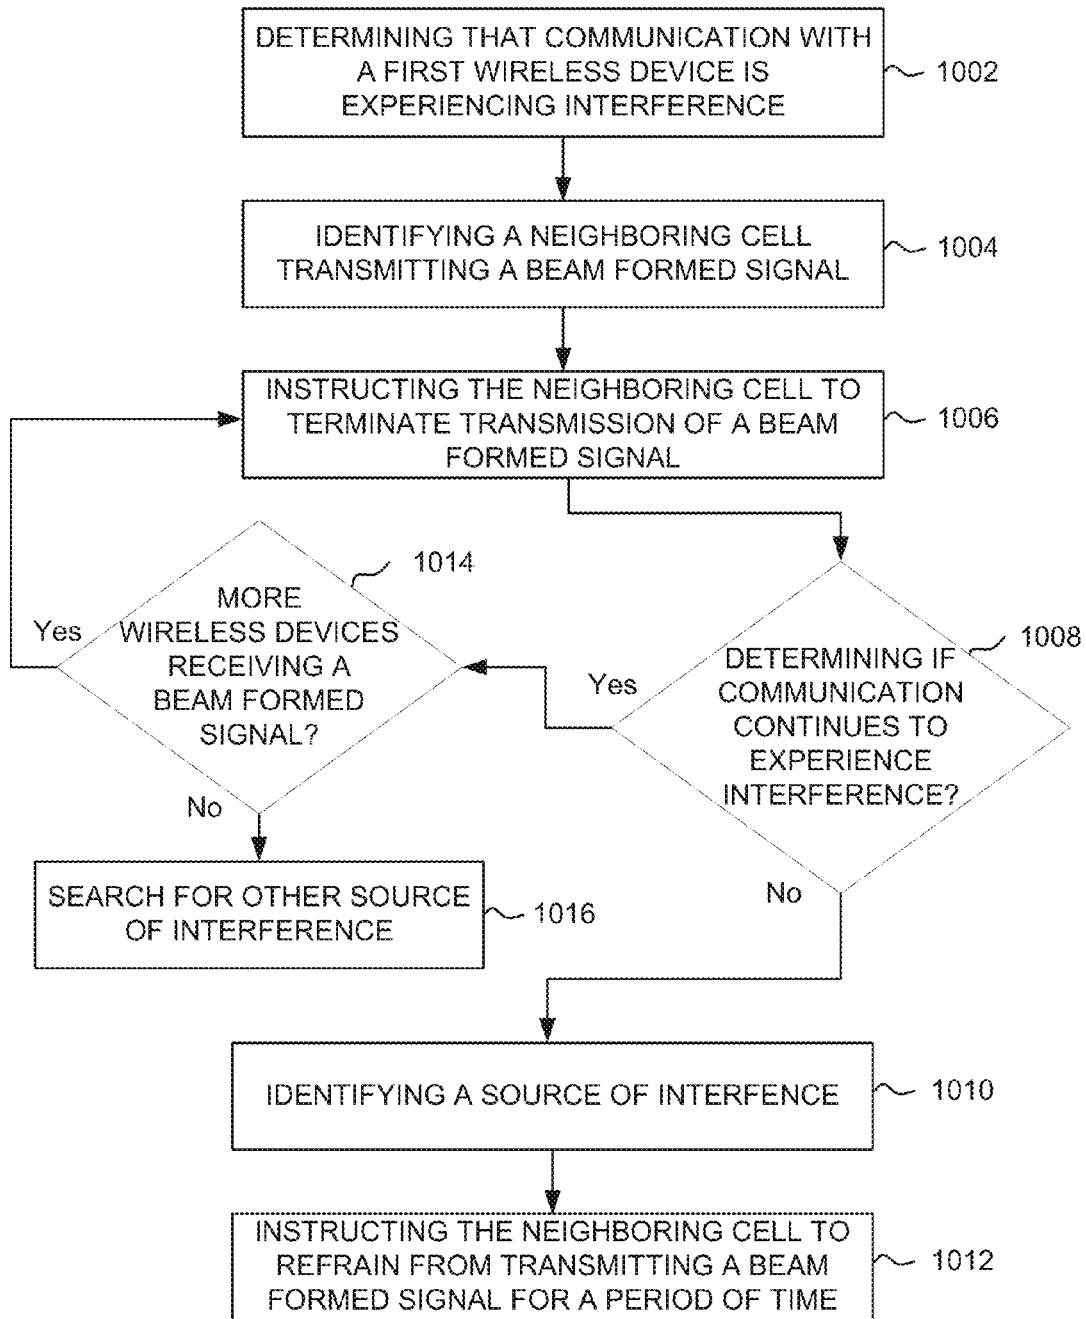 DETERMINING THAT COMMUNICATION WITH
A FIRST WIRELESS DEVICE IS
EXPERIENCING INTERFERENCE
1002
IDENTIFYING A NEIGHBORING CELL
TRANSMITTING A BEAM FORMED SIGNAL
1004
INSTRUCTING THE NEIGHBORING CELL TO
TERMINATE TRANSMISSION OF A BEAM
FORMED SIGNAL
1006
1014
MORE
WIRELESS DEVICES
RECEIVING A
BEAM FORMED
SIGNAL?
Yes
No
1008
DETERMINING IF
COMMUNICATION
CONTINUES TO
EXPERIENCE
INTERFERENCE?
Yes
No
SEARCH FOR OTHER SOURCE
OF INTERFERENCE
1016
IDENTIFYING A SOURCE OF INTERFENCE
1010
INSTRUCTING THE NEIGHBORING CELL TO
REFRAIN FROM TRANSMITTING A BEAM
FORMED SIGNAL FOR A PERIOD OF TIME
1012